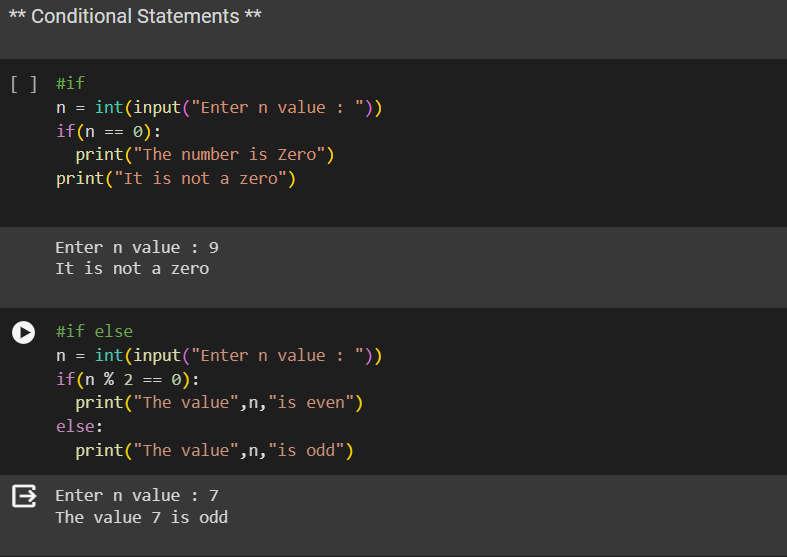 ** Conditional Statements **
[ ] #if
n = int(input("Enter n value : "))
if(n == 0):
  print("The number is Zero")
print("It is not a zero")
Enter n value : 9
It is not a zero
#if else
n = int(input("Enter n value : "))
if(n % 2 == 0):
  print("The value",n,"is even")
else:
  print("The value",n,"is odd")
Enter n value : 7
The value 7 is odd